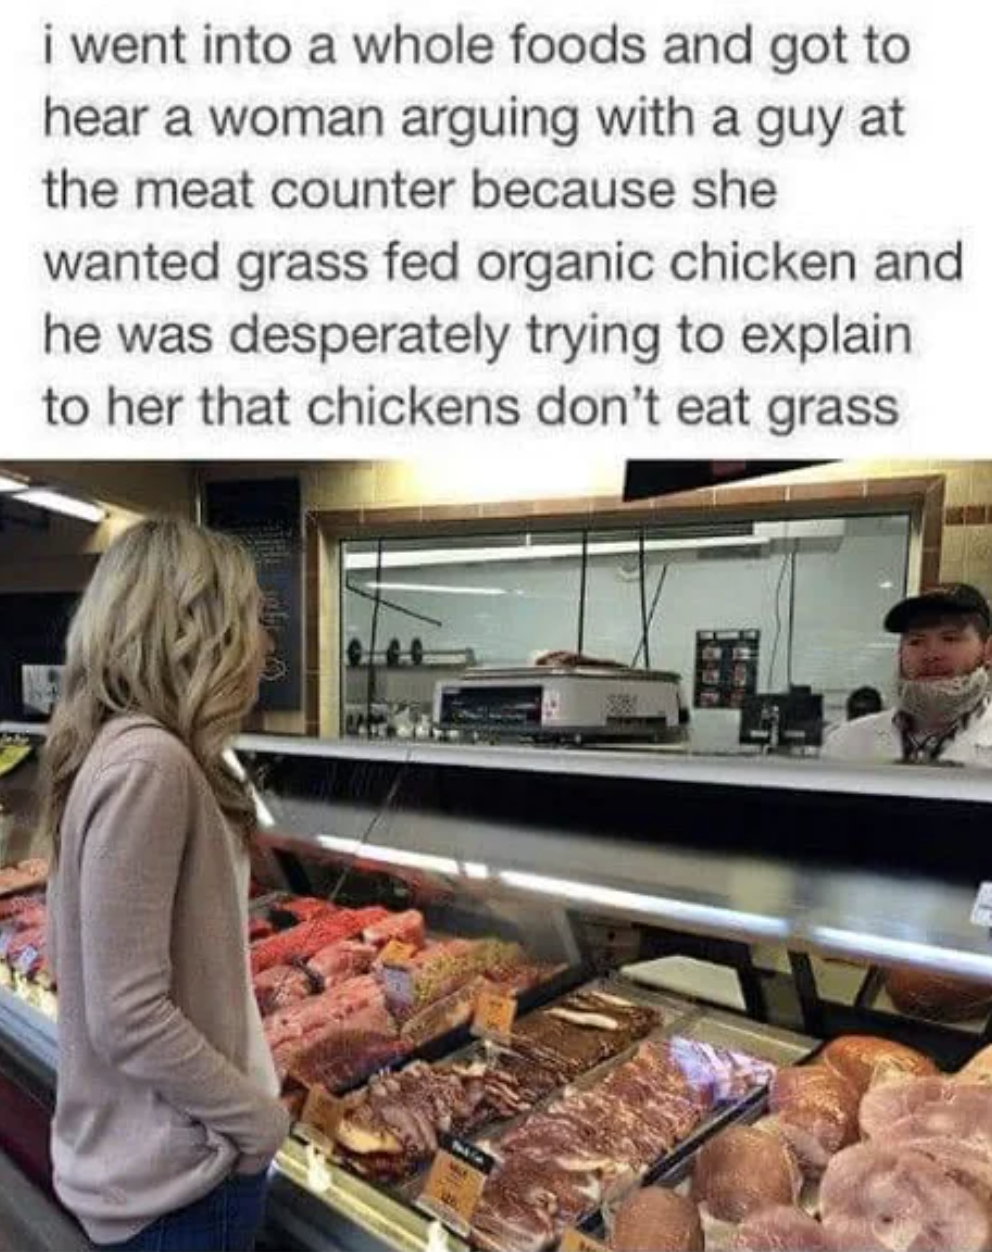 i went into a whole foods and got to
hear a woman arguing with a guy at
the meat counter because she
wanted grass fed organic chicken and
he was desperately trying to explain
to her that chickens don't eat grass